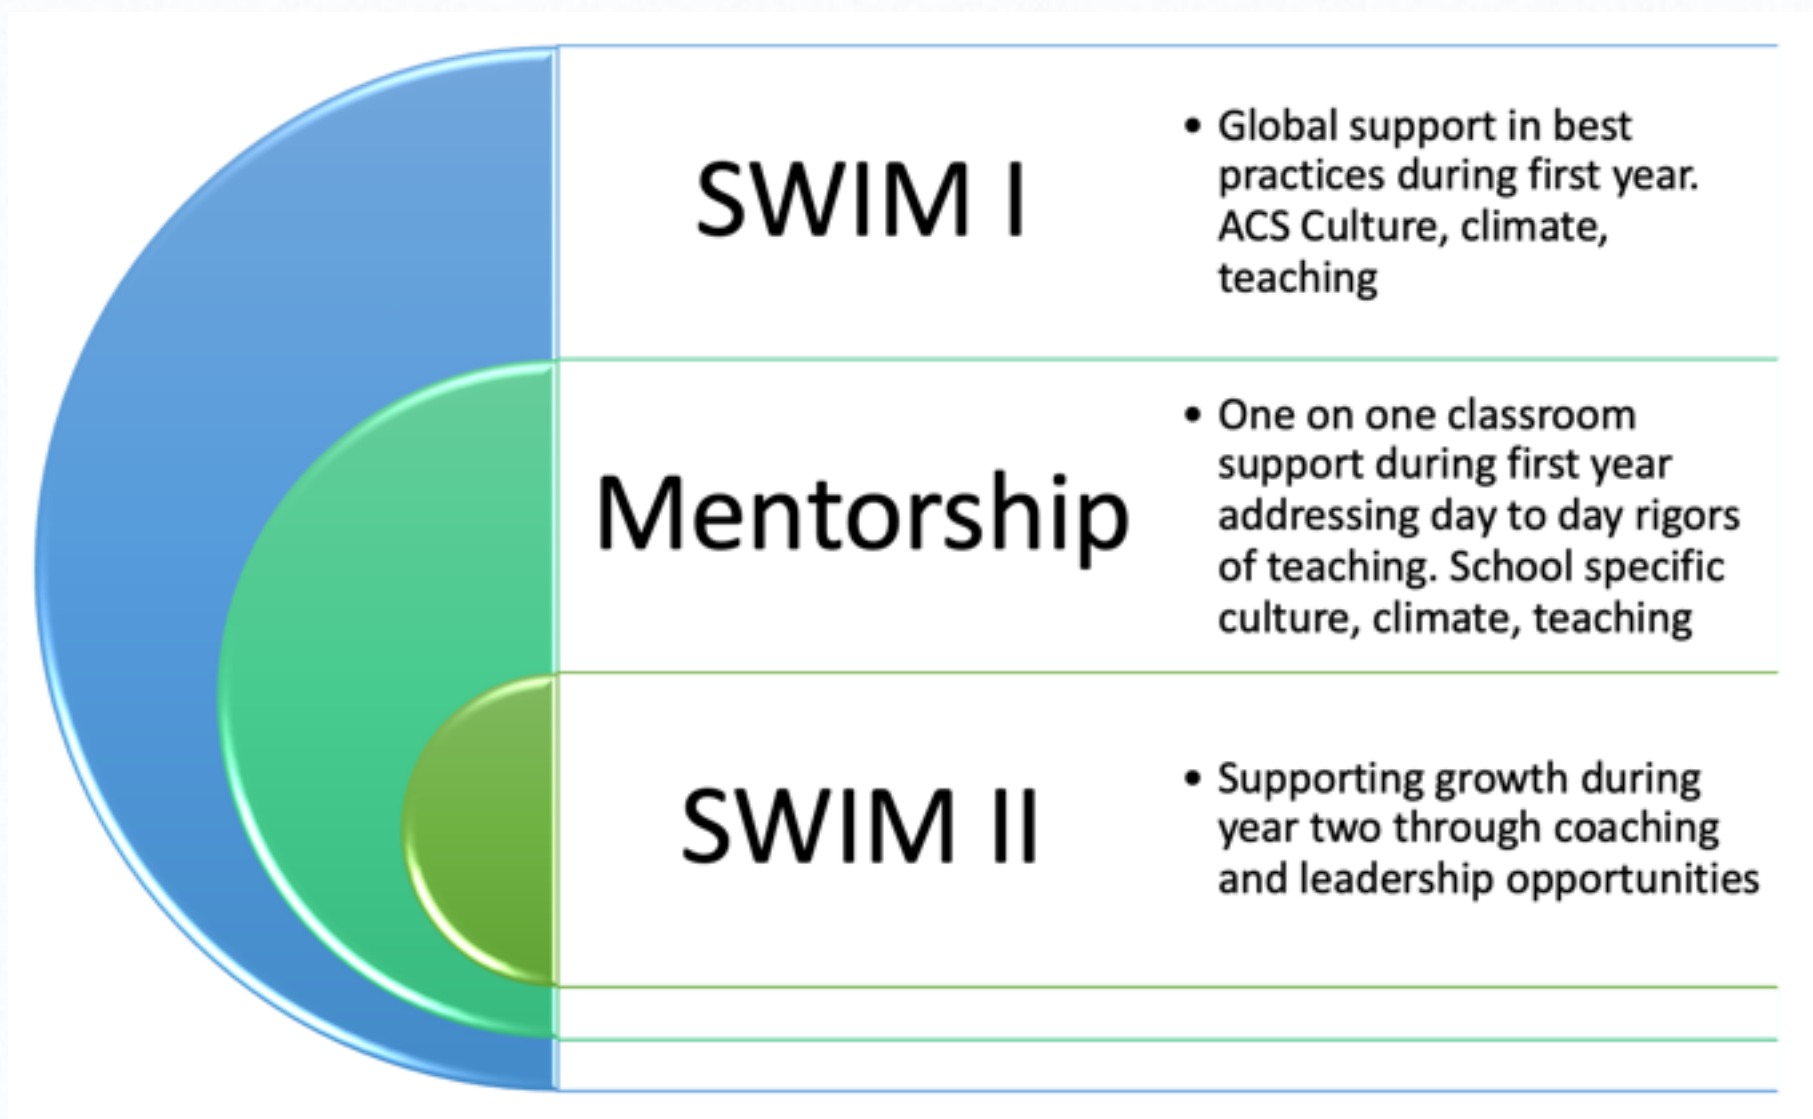 SWIM I
• Global support in best
practices during first year.
ACS Culture, climate,
teaching
Mentorship
• One on one classroom
support during first year
addressing day to day rigors
of teaching. School specific
culture, climate, teaching
SWIM II
• Supporting growth during
year two through coaching
and leadership opportunities